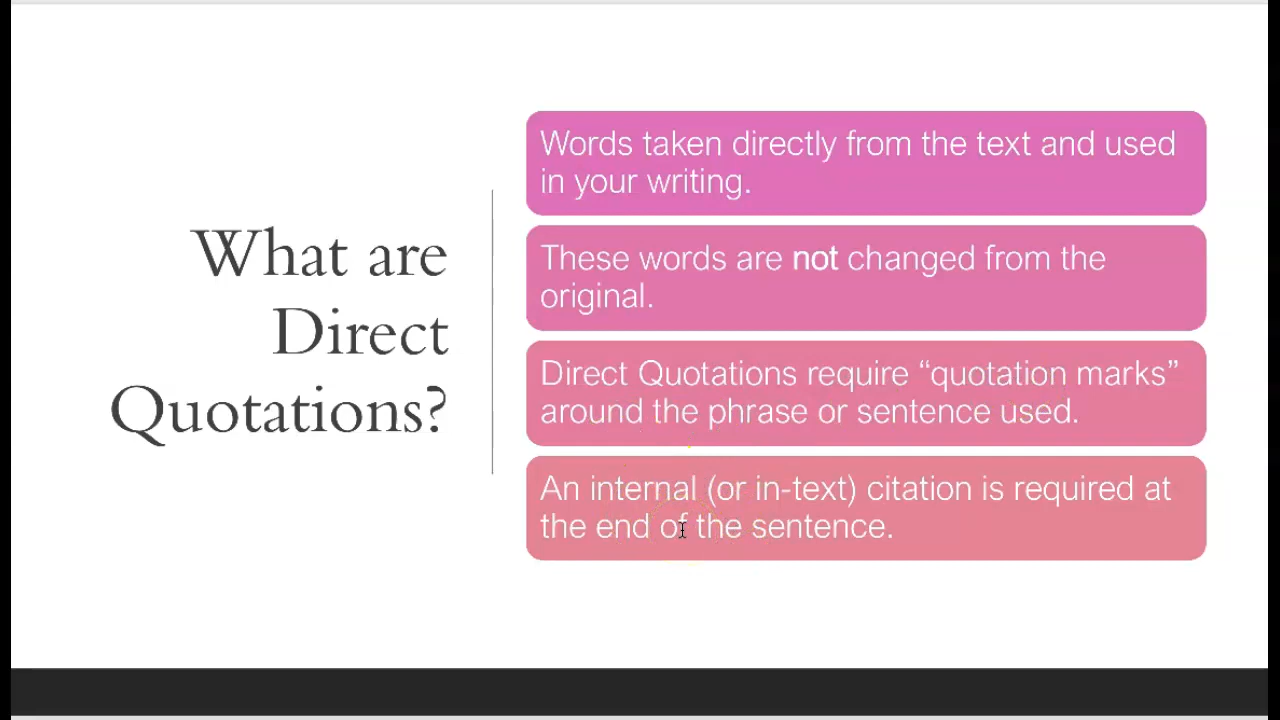 What are
Direct
Quotations?
Words taken directly from the text and used
in your writing.
These words are not changed from the
original.
Direct Quotations require “quotation marks”
around the phrase or sentence used.
An internal (or in-text) citation is required at
the end of the sentence.